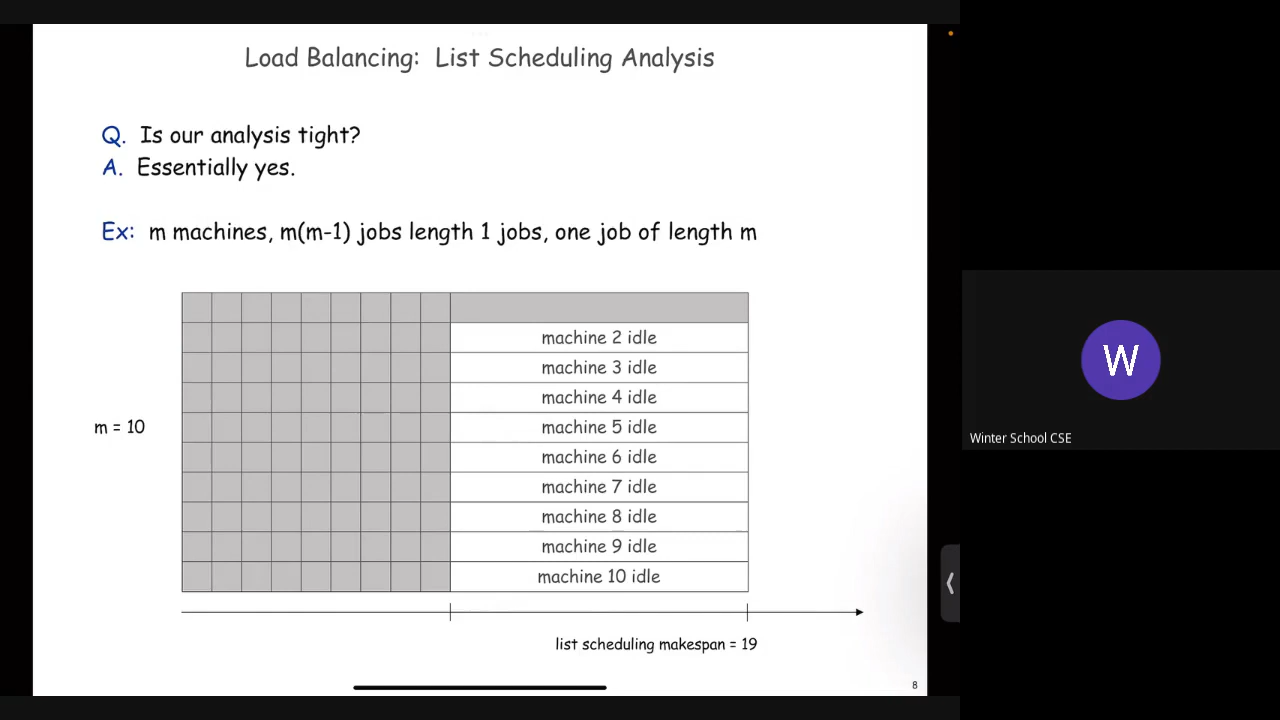 Load Balancing: List Scheduling Analysis
Q. Is our analysis tight?
A. Essentially yes.
Ex: m machines, m(m-1) jobs length 1 jobs, one job of length m
machine 2 idle
machine 3 idle
machine 4 idle
m = 10
machine 5 idle
machine 6 idle
machine 7 idle
machine 8 idle
machine 9 idle
machine 10 idle
list scheduling makespan = 19
8
W
Winter School CSE